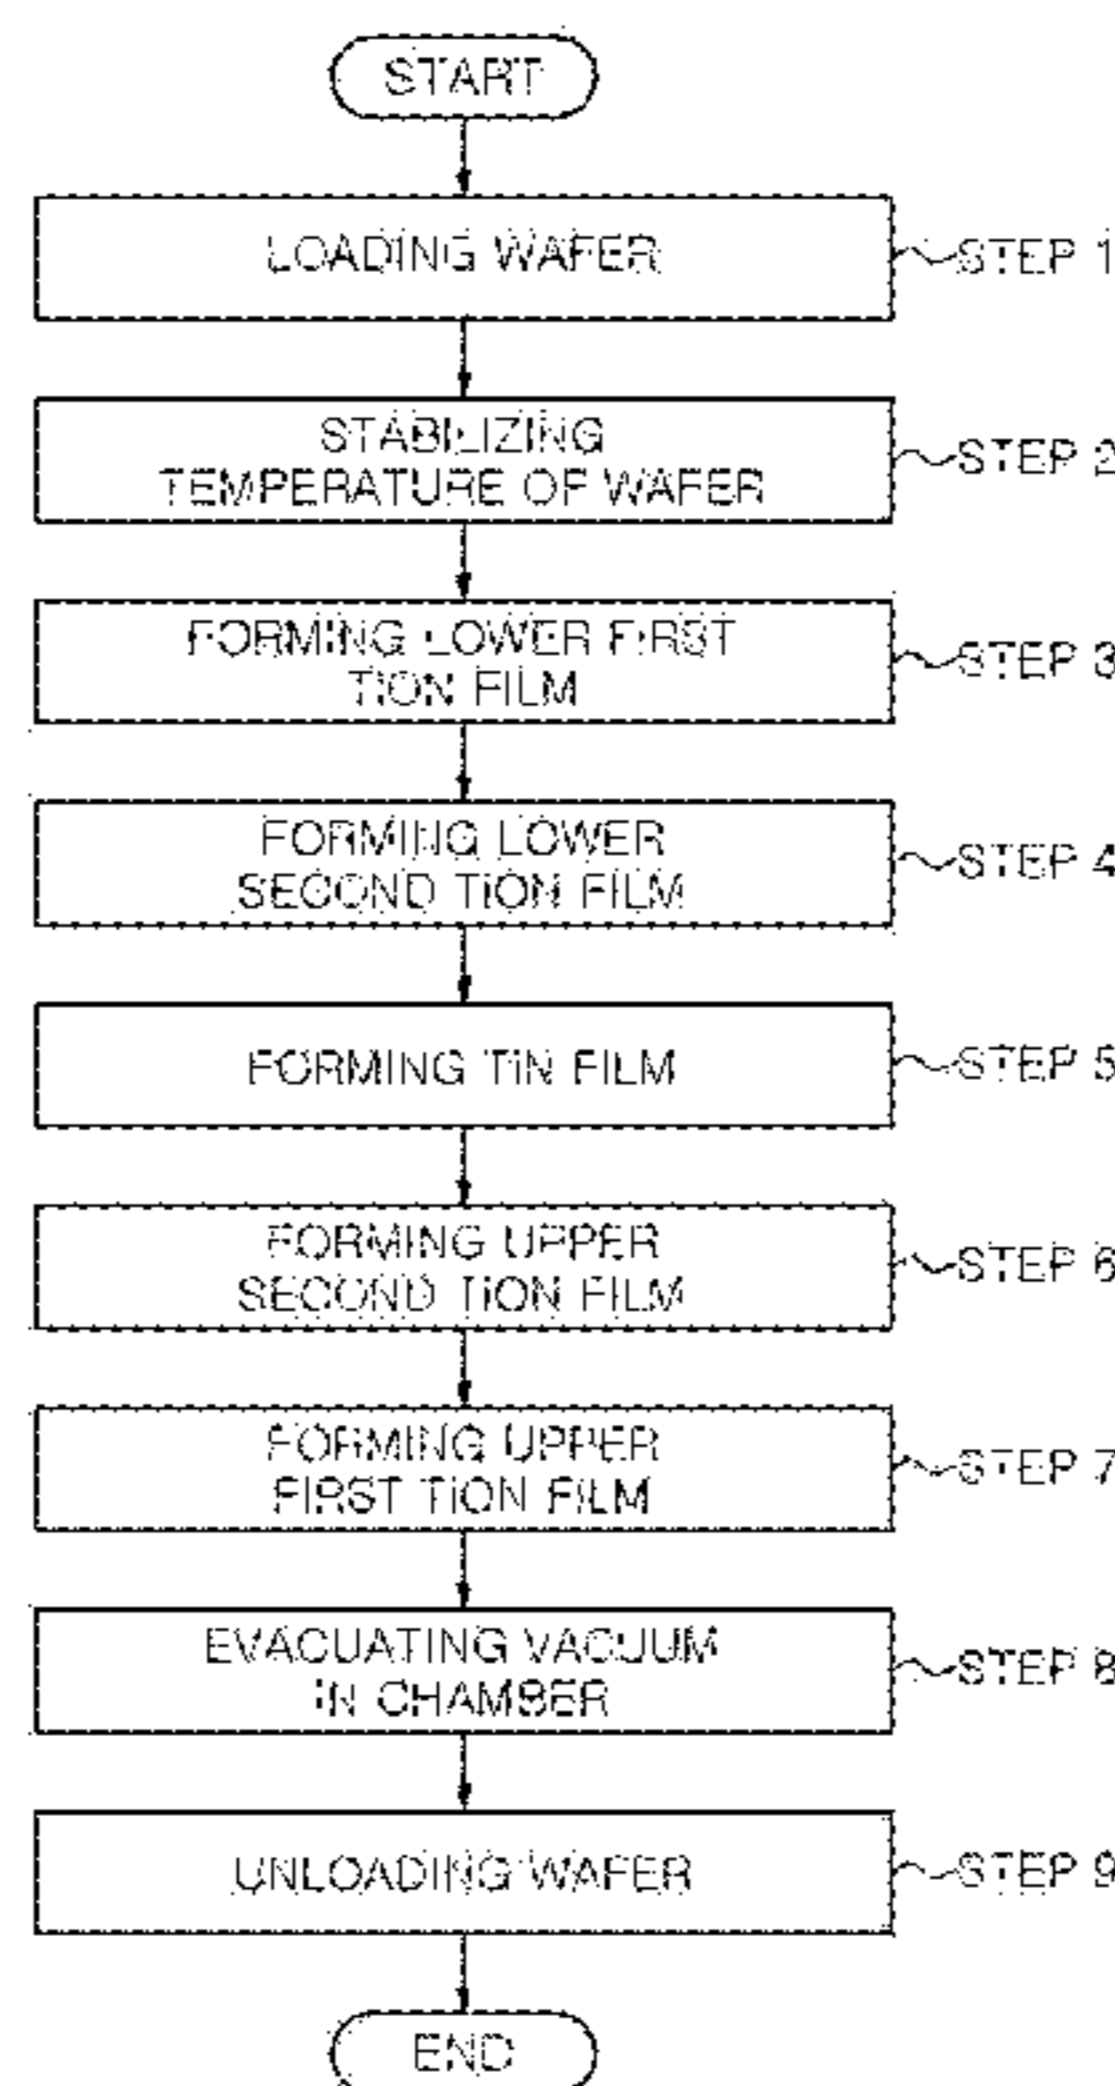 START
LOADING WAFER
STEP 1
STABILIZING
TEMPERATURE OF WAFER
STEP 2
FORMING LOWER FIRST
TiON FILM
STEP 3
FORMING LOWER
SECOND TiON FILM
STEP 4
FORMING TiN FILM
STEP 5
FORMING UPPER
SECOND TiON FILM
STEP 6
FORMING UPPER
FIRST TiON FILM
STEP 7
EVACUATING VACUUM
IN CHAMBER
STEP 8
UNLOADING WAFER
STEP 9
END